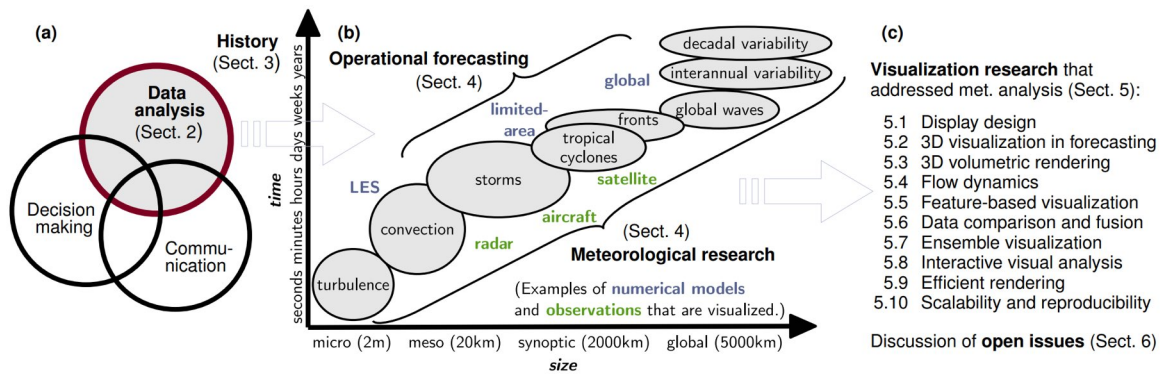 (a)
History
(Sect. 3)
Data
analysis
(Sect. 2)
Decision
making
Commu-
nication
(b)
Operational forecasting
(Sect. 4)
time
seconds minutes hours days weeks years
decadal variability
interannual variability
global
global waves
limited-
area
fronts
tropical
cyclones
LES
storms
satellite
convection
aircraft
radar
(Sect. 4)
Meteorological research
turbulence
(Examples of numerical models
and observations that are visualized.)
micro (2m) meso (20km) synoptic (2000km) global (5000km)
size
(c)
Visualization research that
addressed met. analysis (Sect. 5):
5.1 Display design
5.2 3D visualization in forecasting
5.3 3D volumetric rendering
5.4 Flow dynamics
5.5 Feature-based visualization
5.6 Data comparison and fusion
5.7 Ensemble visualization
5.8 Interactive visual analysis
5.9 Efficient rendering
5.10 Scalability and reproducibility
Discussion of open issues (Sect. 6)